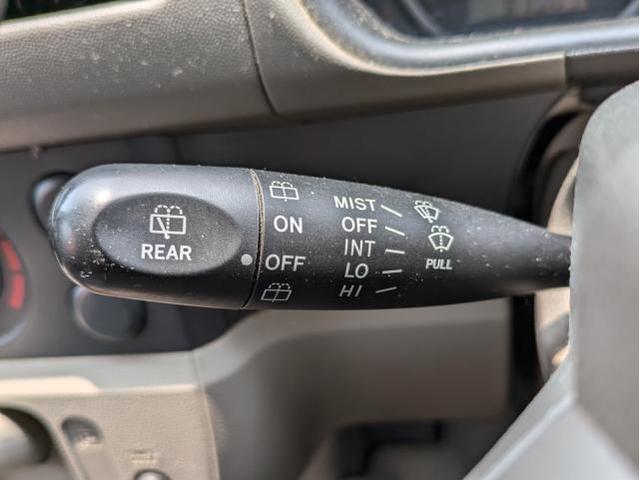 REAR
ON
OFF
MIST
OFF
INT
LO
HI
PULL